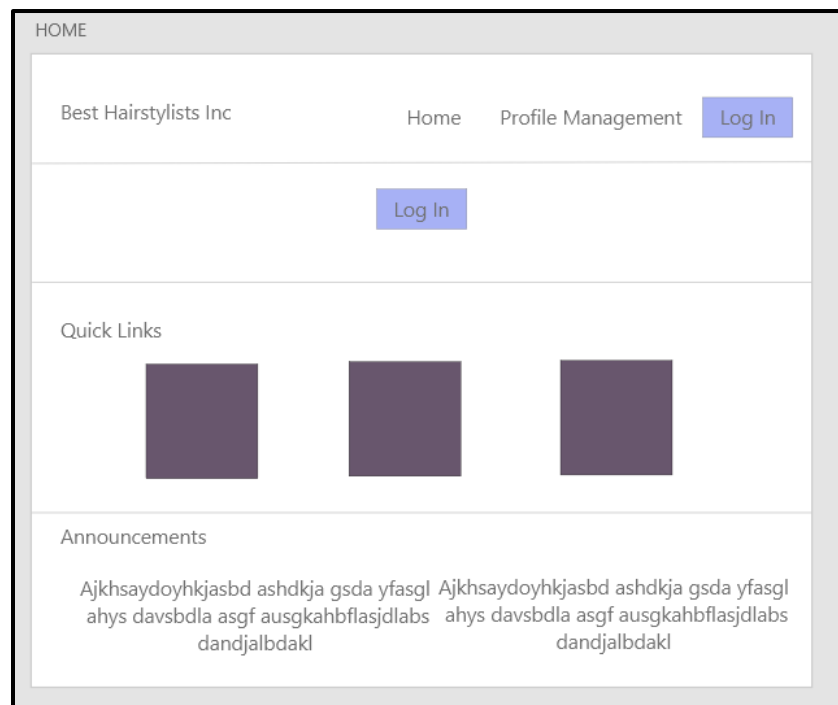 HOME
Best Hairstylists Inc
Home Profile Management Log In
Log In
Quick Links
Announcements
Ajkhsaydoyhkjasbd ashdkja gsda yfasgl
ahys davsbdla asgf ausgkahbflasjdlabs
dandjalbdakl
Ajkhsaydoyhkjasbd ashdkja gsda yfasgl
ahys davsbdla asgf ausgkahbflasjdlabs
dandjalbdakl